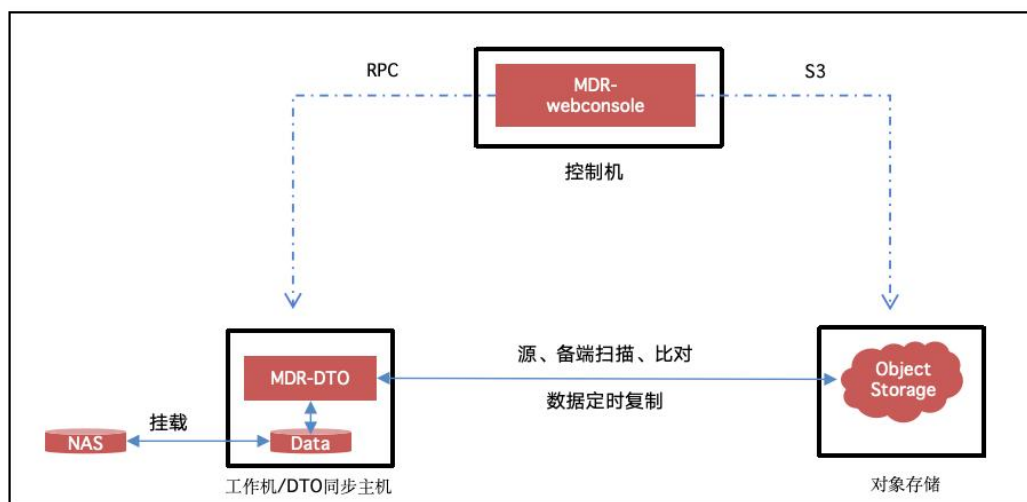 RPC
MDR-
webconsole
S3
控制机
MDR-DTO
源、备端扫描、比对
数据定时复制
Object
Storage
挂载
NAS
Data
工作机/DTO同步主机
对象存储